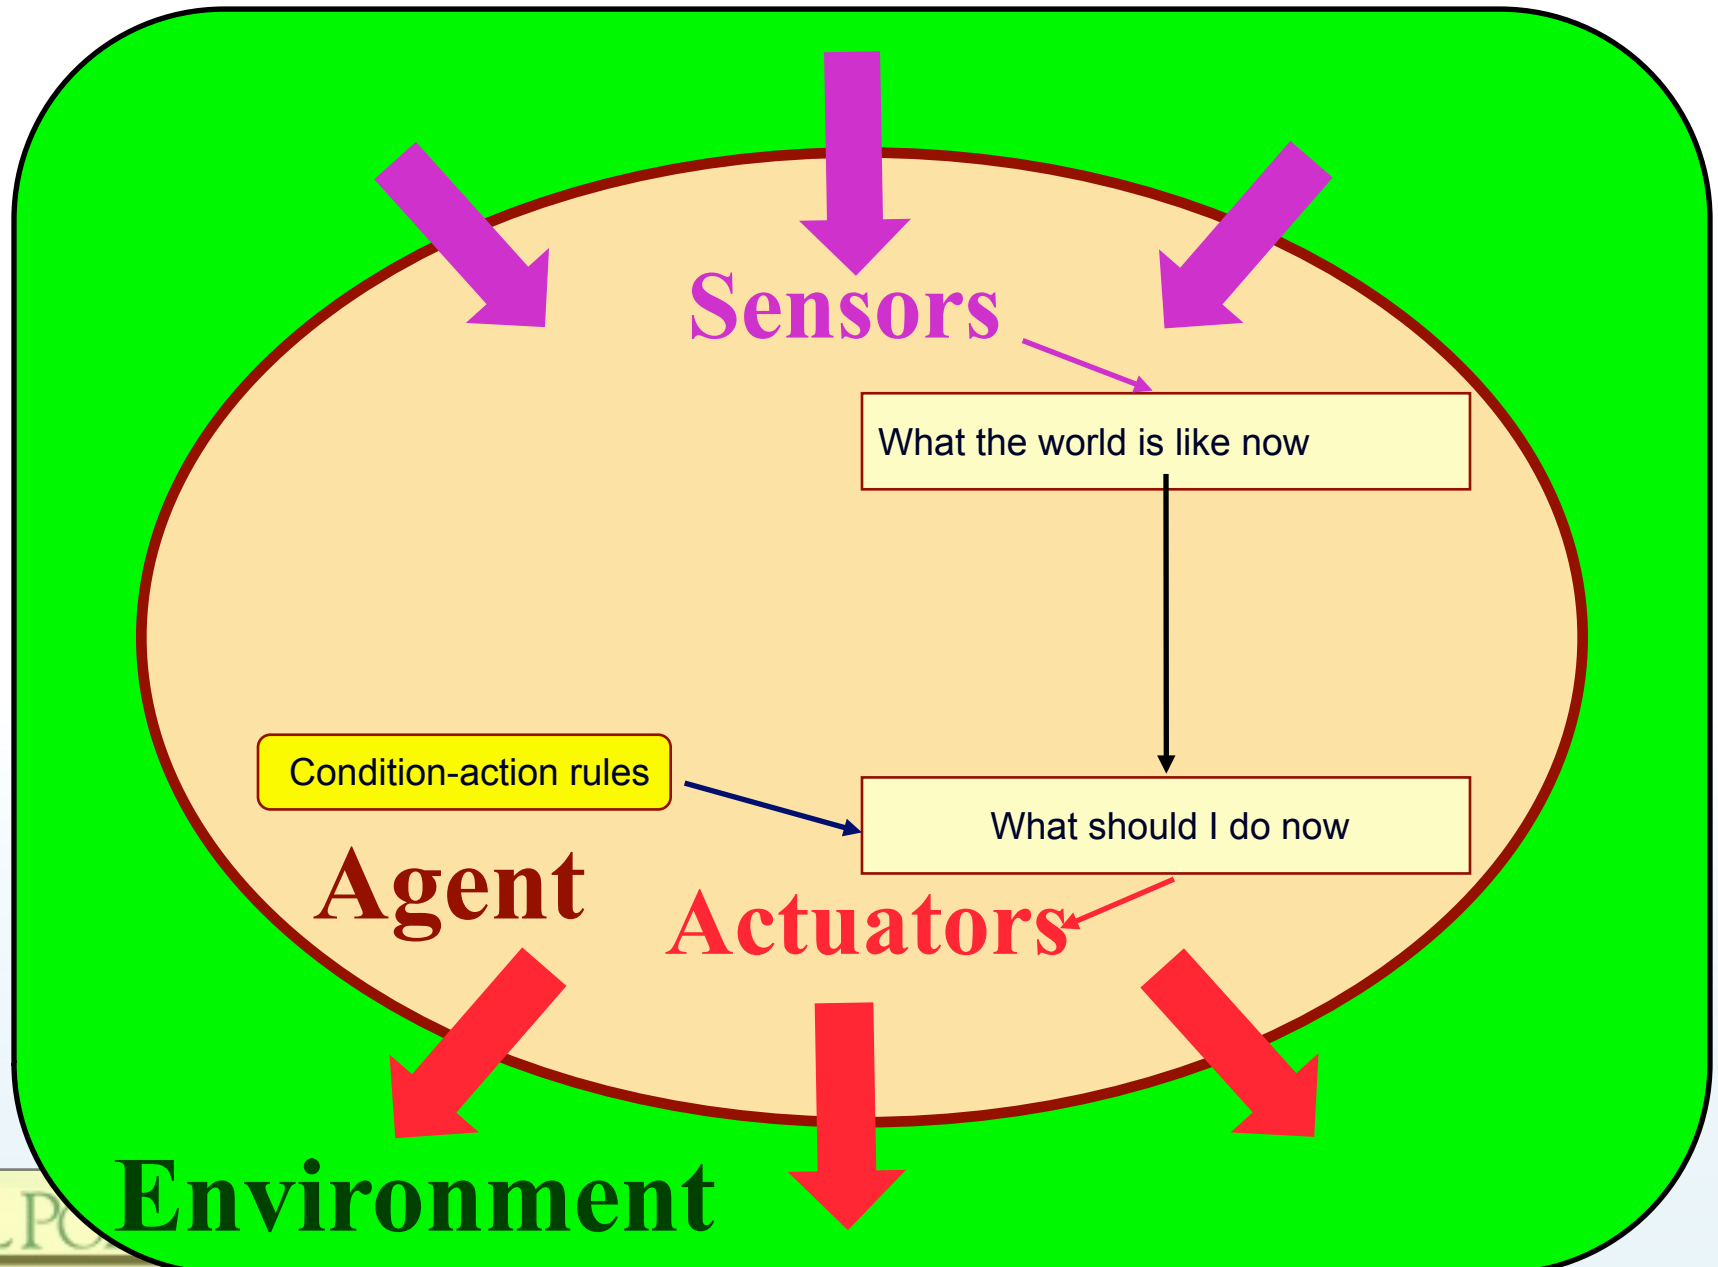 Sensors
What the world is like now
Condition-action rules
What should I do now
Agent
Actuators
Environment